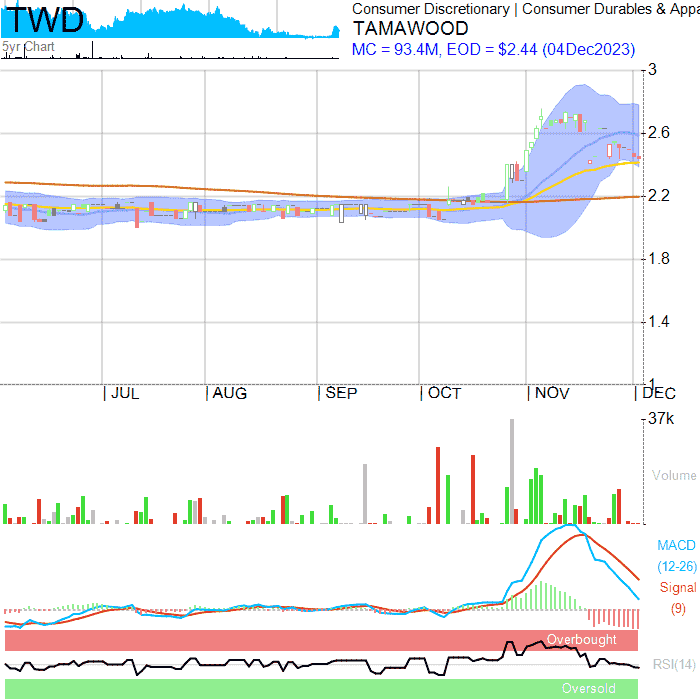 TWD
5yr Chart
Consumer Discretionary | Consumer Durables & Appa
TAMAWOOD
MC = 93.4M, EOD = $2.44 (04Dec2023)
3
2.6
2.2
1.8
1.4
1
| JUL | AUG | SEP | OCT | NOV | DEC
37k
Volume
MACD
(12-26)
Signal
(9)
Overbought
RSI(14)
Oversold